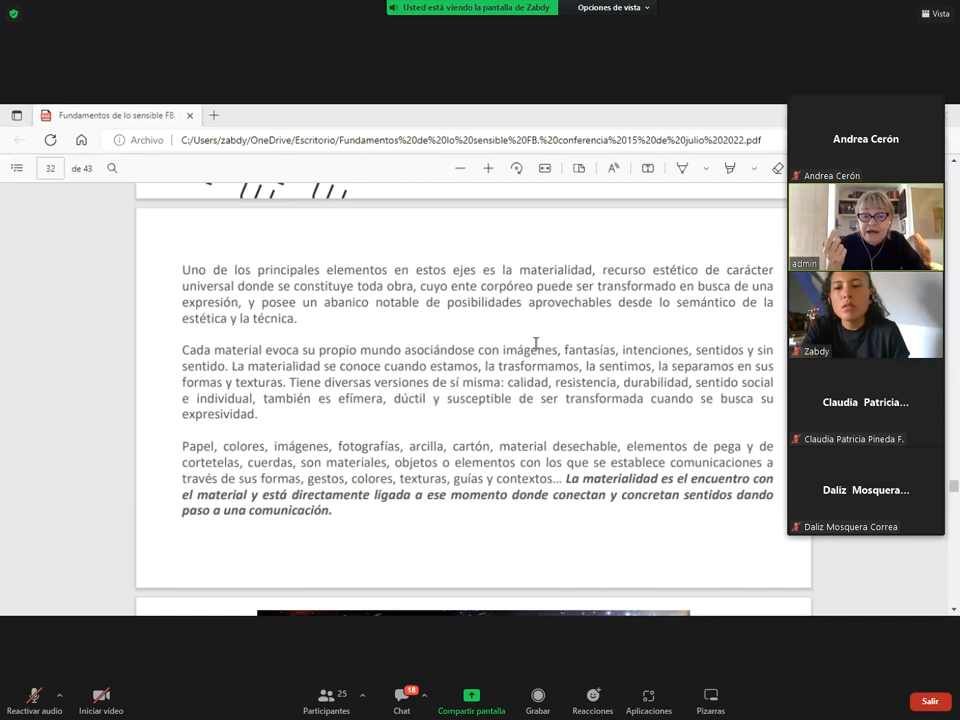 Usted está viendo la pantalla de Zabdy
Opciones de vista
Vista
Fundamentos de lo sensible FB.
Archivo
C:/Users/zabdy/OneDrive/Escritorio/Fundamentos%20de%20lo%20sensible%20FB.%20conferencia%2015%20de%20julio%202022.pdf
32
de 43
Uno de los principales elementos en estos ejes es la materialidad, recurso estético de carácter
universal donde se constituye toda obra, cuyo ente corpóreo puede ser transformado en busca de una
expresión, y posee un abanico notable de posibilidades aprovechables desde lo semántico de la
estética y la técnica.
Cada material evoca su propio mundo asociándose con imágenes, fantasías, intenciones, sentidos y sin
sentido. La materialidad se conoce cuando estamos, la trasformamos, la sentimos, la separamos en sus
formas y texturas. Tiene diversas versiones de sí misma: calidad, resistencia, durabilidad, sentido social
e individual, también es efímera, dúctil y susceptible de ser transformada cuando se busca su
expresividad.
Papel, colores, imágenes, fotografías, arcilla, cartón, material desechable, elementos de pega y de
cortetelas, cuerdas, son materiales, objetos o elementos con los que se establece comunicaciones a
través de sus formas, gestos, colores, texturas, guías y contextos... La materialidad es el encuentro con
el material y está directamente ligada a ese momento donde conectan y concretan sentidos dando
paso a una comunicación.
Andrea Cerón
Andrea Cerón
admin
Zabdy
Claudia Patricia...
Claudia Patricia Pineda F.
Daliz Mosquera...
Daliz Mosquera Correa
Reactivar audio
Iniciar video
25
Participantes
18
Chat
Compartir pantalla
Grabar
Reacciones
Aplicaciones
Pizarras
Salir